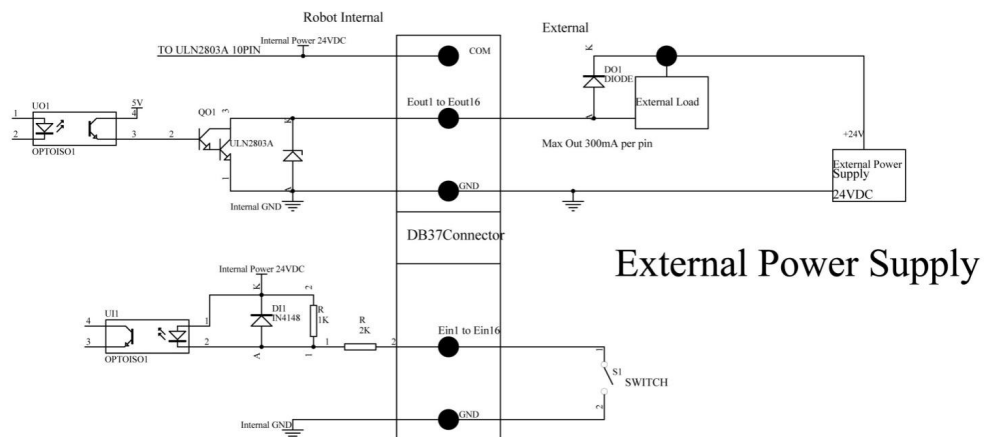 Robot Internal
External
Internal Power 24VDC
TO ULN2803A 10PIN
COM
K
DO1
DIODE
External Load
UO1
5V
1
4
QO1
3
Eout1 to Eout16
K
2
3
2
ULN2803A
A
Max Out 300mA per pin
+24V
OPTOISO1
1
A
GND
External Power
Supply
24VDC
Internal GND
DB37Connector
External Power Supply
Internal Power 24VDC
K
2
UI1
DI1
IN4148
R
1K
R
2K
4
1
Ein1 to Ein16
3
2
1
2
1
OPTOISO1
A
1
S1
SWITCH
2
GND
Internal GND